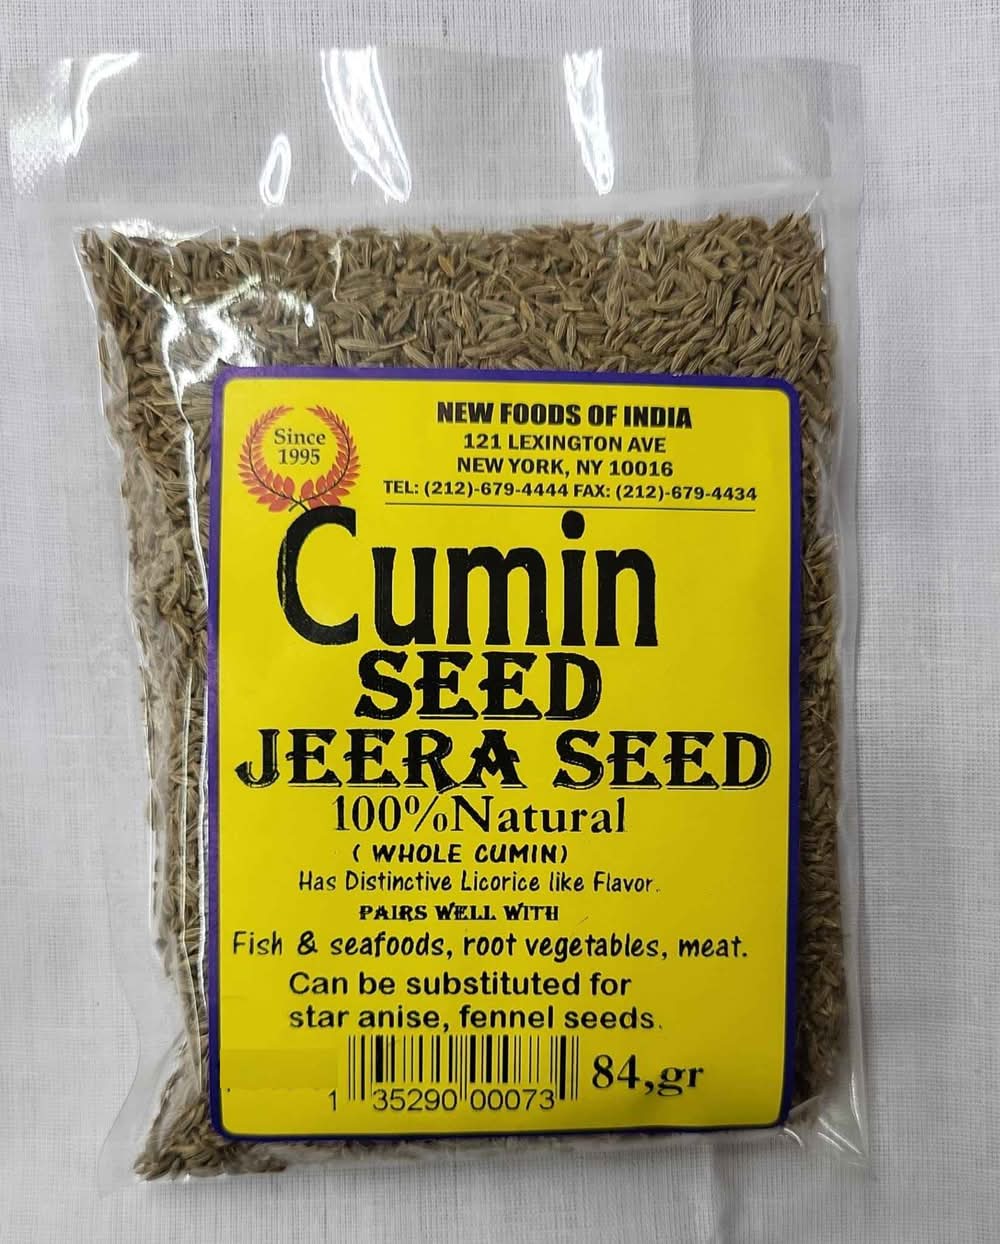 Since
1995
NEW FOODS OF INDIA
121 LEXINGTON AVE
NEW YORK, NY 10016
TEL: (212)-679-4444 FAX: (212)-679-4434
Cumin
SEED
JEERA SEED
100%Natural
( WHOLE CUMIN)
Has Distinctive Licorice like Flavor.
PAIRS WELL WITH
Fish & seafoods, root vegetables, meat.
Can be substituted for
star anise, fennel seeds.
84,gr
1 35290 00073